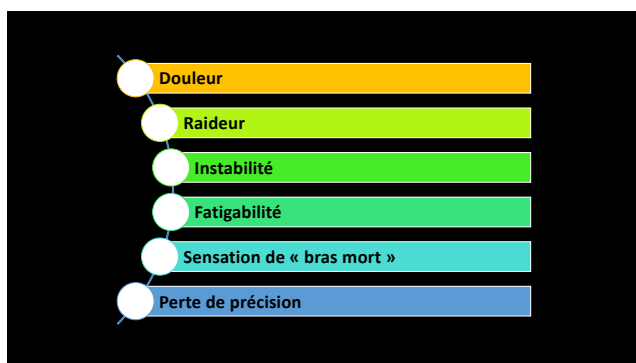 Douleur
Raideur
Instabilité
Fatigabilité
Sensation de « bras mort »
Perte de précision